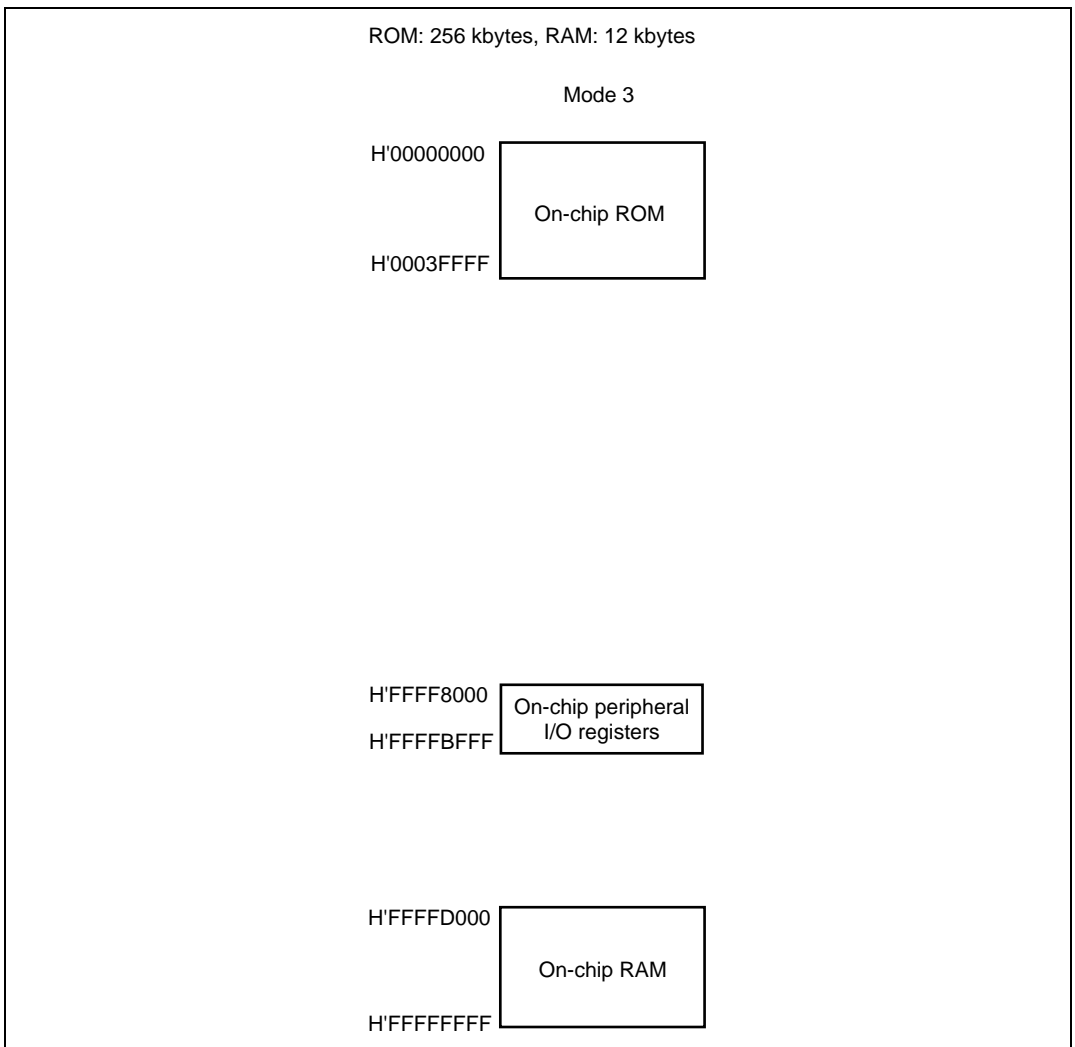 ROM: 256 kbytes, RAM: 12 kbytes
Mode 3
H'00000000
On-chip ROM
H'0003FFFF
H'FFFF8000
On-chip peripheral
I/O registers
H'FFFFBFFF
H'FFFFD000
On-chip RAM
H'FFFFFFFF